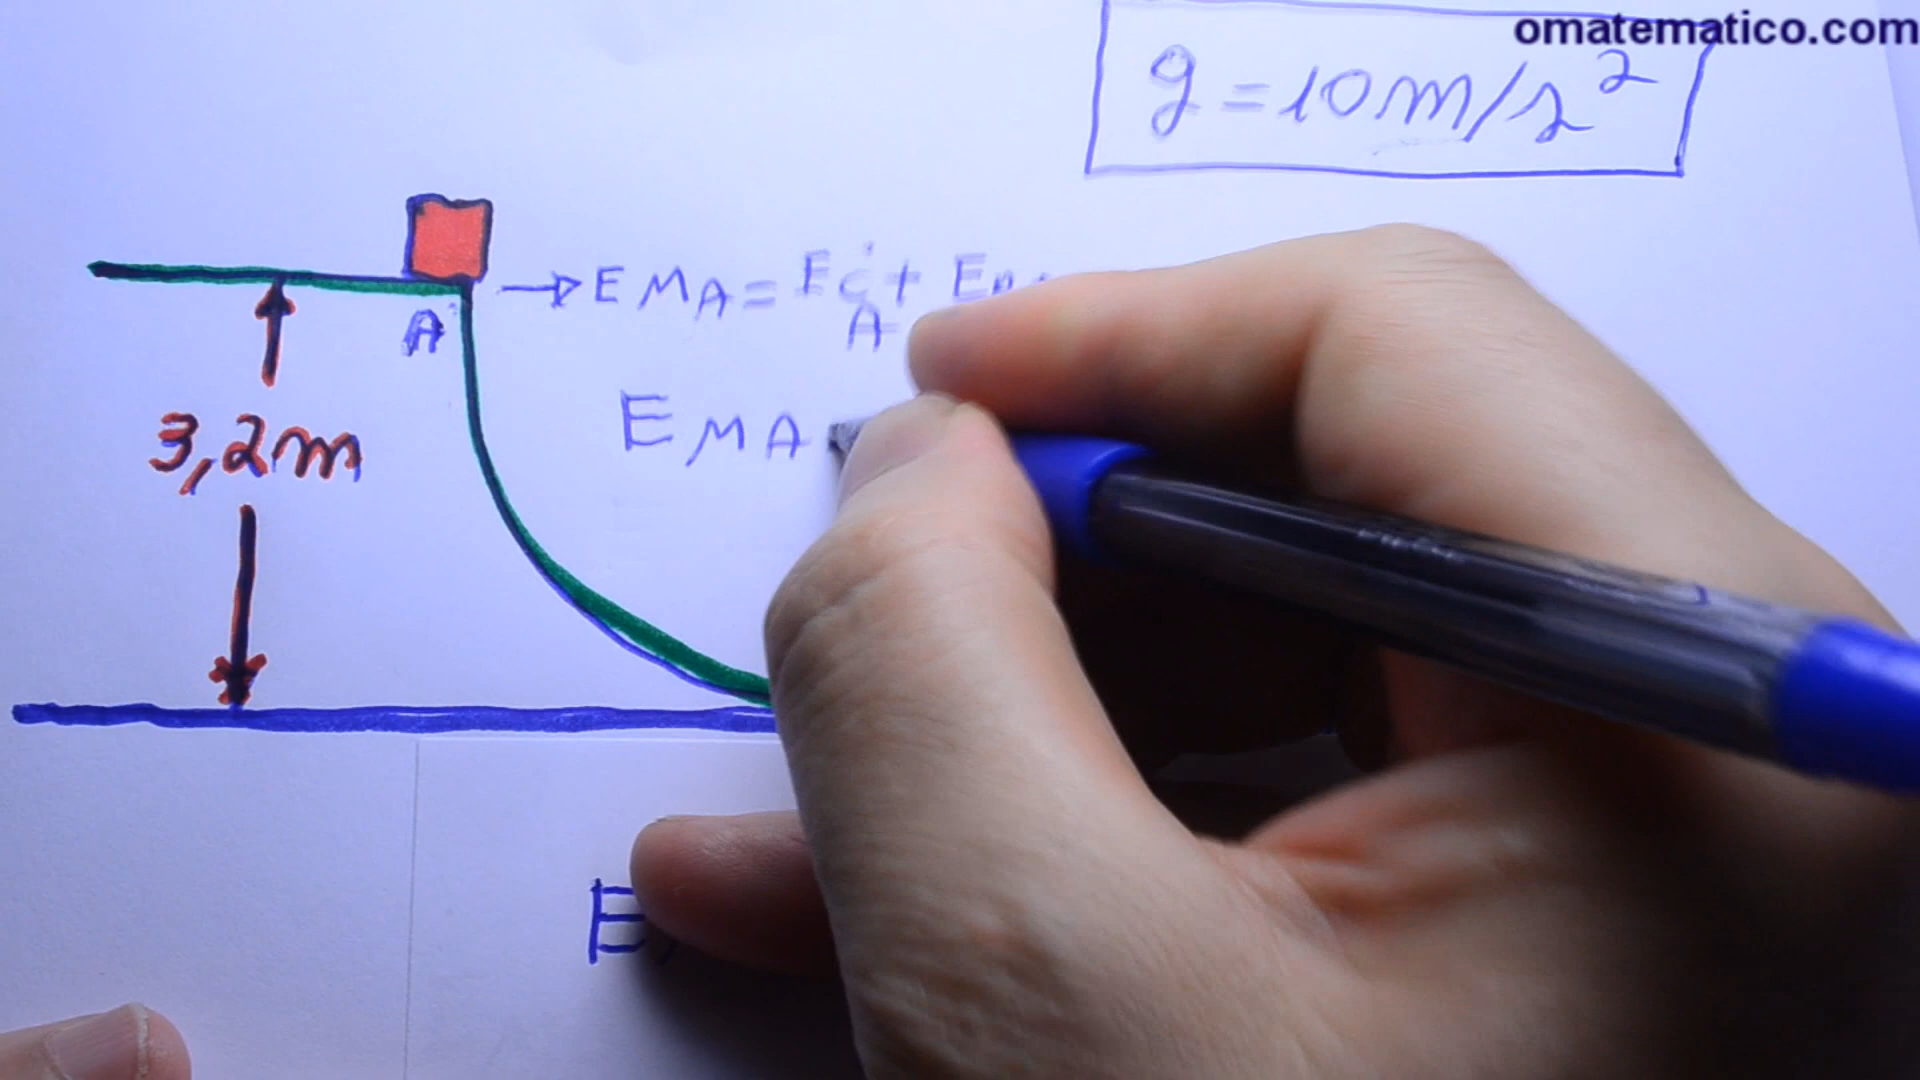 omatematico.com
g = 10 m/s²
→ EMA = Ec +
A
A
3,2m
EMA